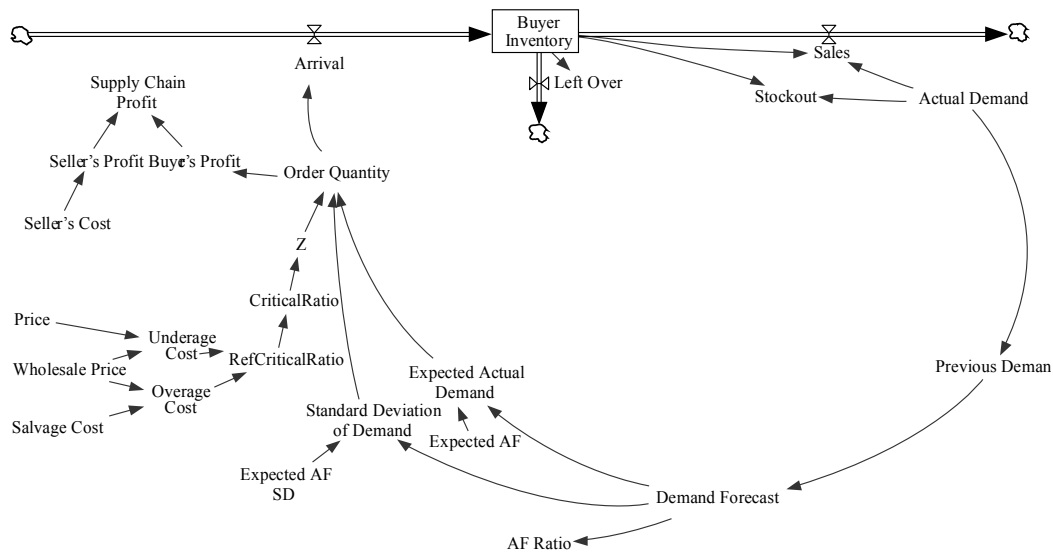 Buyer
Inventory
Sales
Arrival
Left Over
Stockout
Actual Demand
Supply Chain
Profit
Seller's Profit
Buyer's Profit
Order Quantity
Seller's Cost
Z
CriticalRatio
Price
Underage
Cost
RefCriticalRatio
Wholesale Price
Overage
Cost
Salvage Cost
Expected Actual
Demand
Previous Deman
Standard Deviation
of Demand
Expected AF
Expected AF
SD
Demand Forecast
AF Ratio